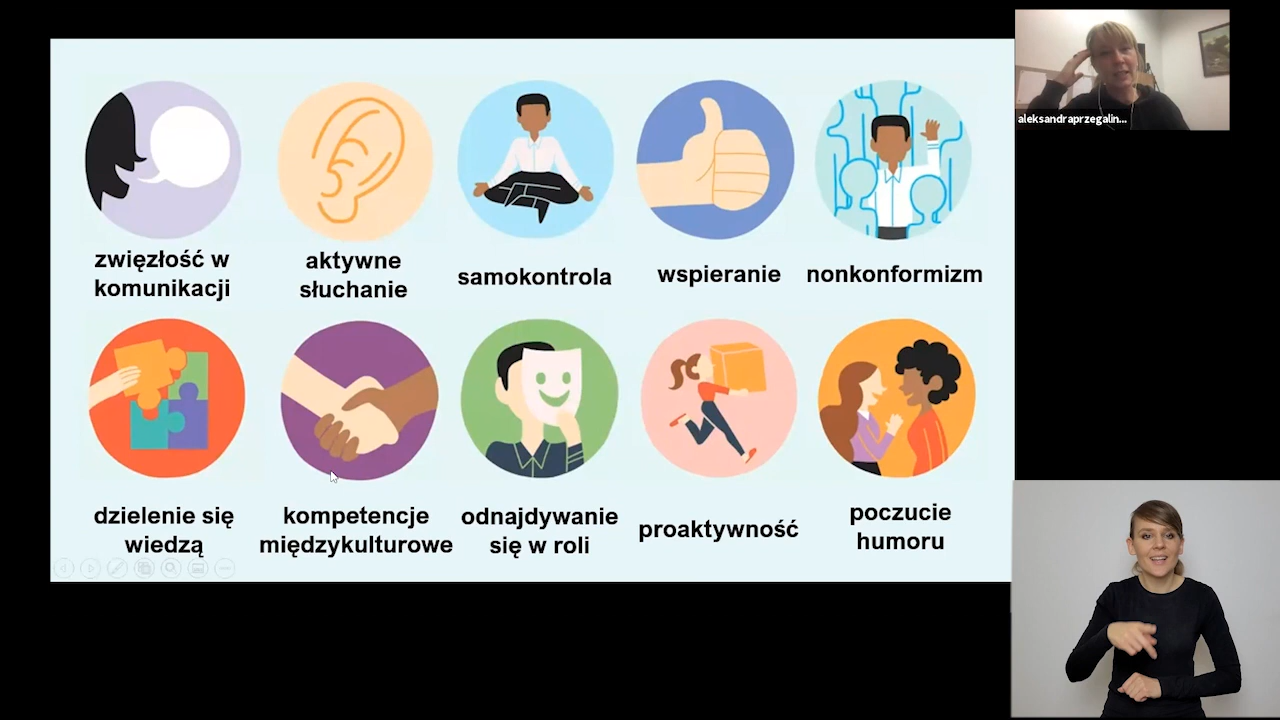 aleksandraprzegalin...
zwięzłość w
komunikacji
aktywne
słuchanie
samokontrola
wspieranie
nonkonformizm
dzielenie się
wiedzą
kompetencje
międzykulturowe
odnajdywanie
się w roli
proaktywność
poczucie
humoru